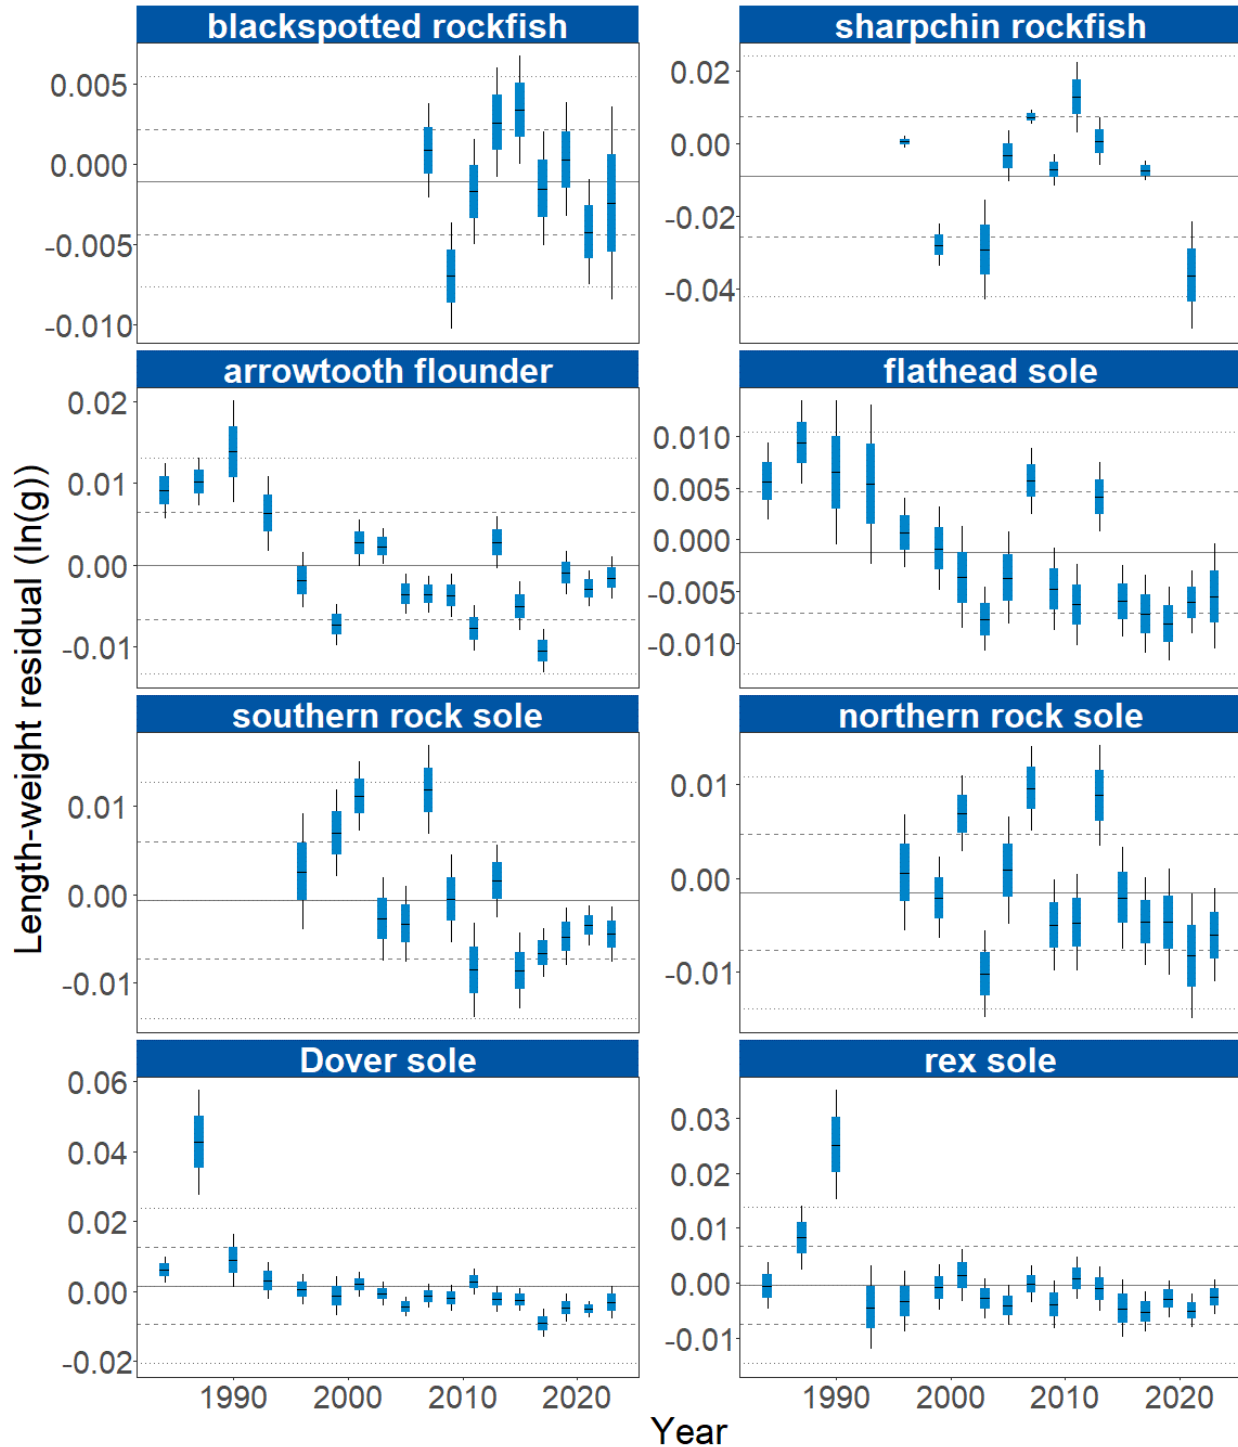 blackspotted rockfish
sharpchin rockfish
0.005
0.000
-0.005
-0.010
0.02
0.00
-0.02
-0.04
arrowtooth flounder
flathead sole
0.02
0.01
0.00
-0.01
0.010
0.005
0.000
-0.005
-0.010
Length-weight residual (ln(g))
southern rock sole
northern rock sole
0.01
0.00
-0.01
0.01
0.00
-0.01
Dover sole
rex sole
0.06
0.04
0.02
0.00
-0.02
0.03
0.02
0.01
0.00
-0.01
1990 2000 2010 2020
1990 2000 2010 2020
Year